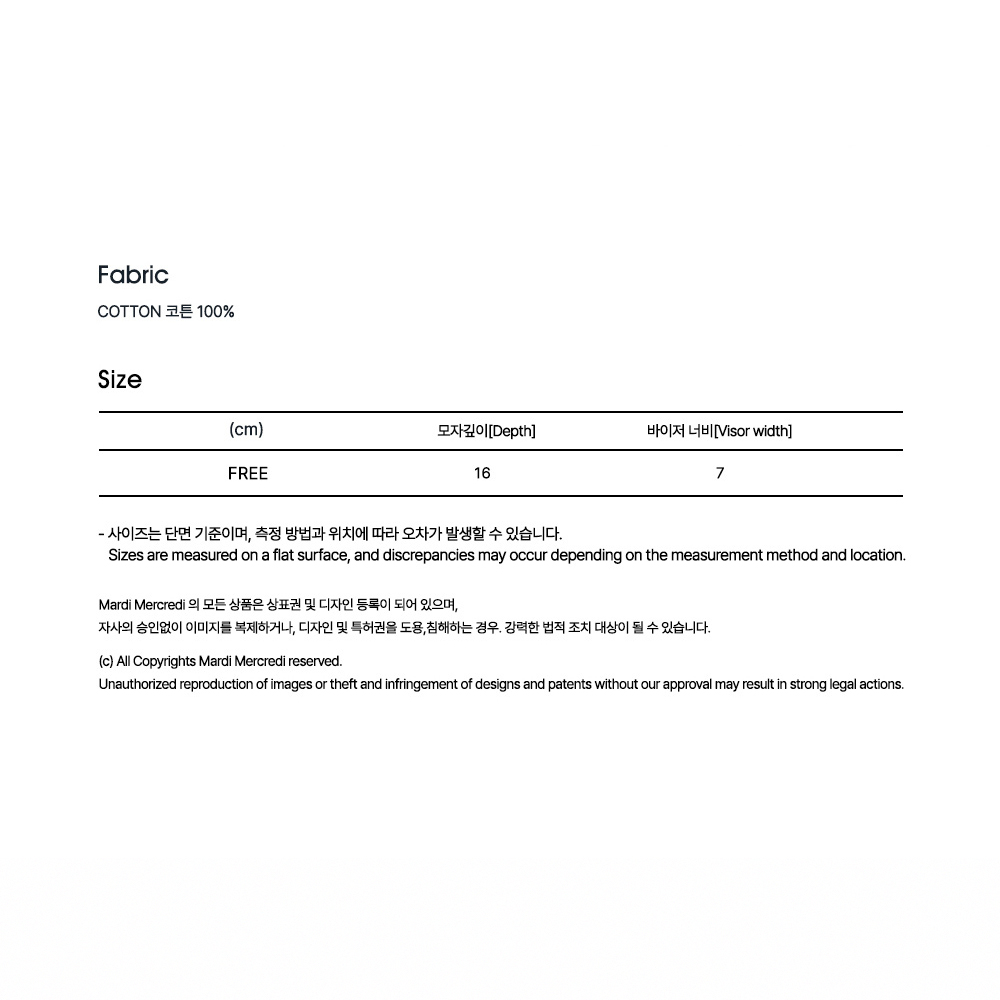 Fabric
COTTON 코튼 100%
Size
(cm) 모자깊이[Depth] 바이저 너비[Visor width]
FREE 16 7
- 사이즈는 단면 기준이며, 측정 방법과 위치에 따라 오차가 발생할 수 있습니다.
Sizes are measured on a flat surface, and discrepancies may occur depending on the measurement method and location.
Mardi Mercredi 의 모든 상품은 상표권 및 디자인 등록이 되어 있으며,
자사의 승인없이 이미지를 복제하거나, 디자인 및 특허권을 도용,침해하는 경우. 강력한 법적 조치 대상이 될 수 있습니다.
(c) All Copyrights Mardi Mercredi reserved.
Unauthorized reproduction of images or theft and infringement of designs and patents without our approval may result in strong legal actions.